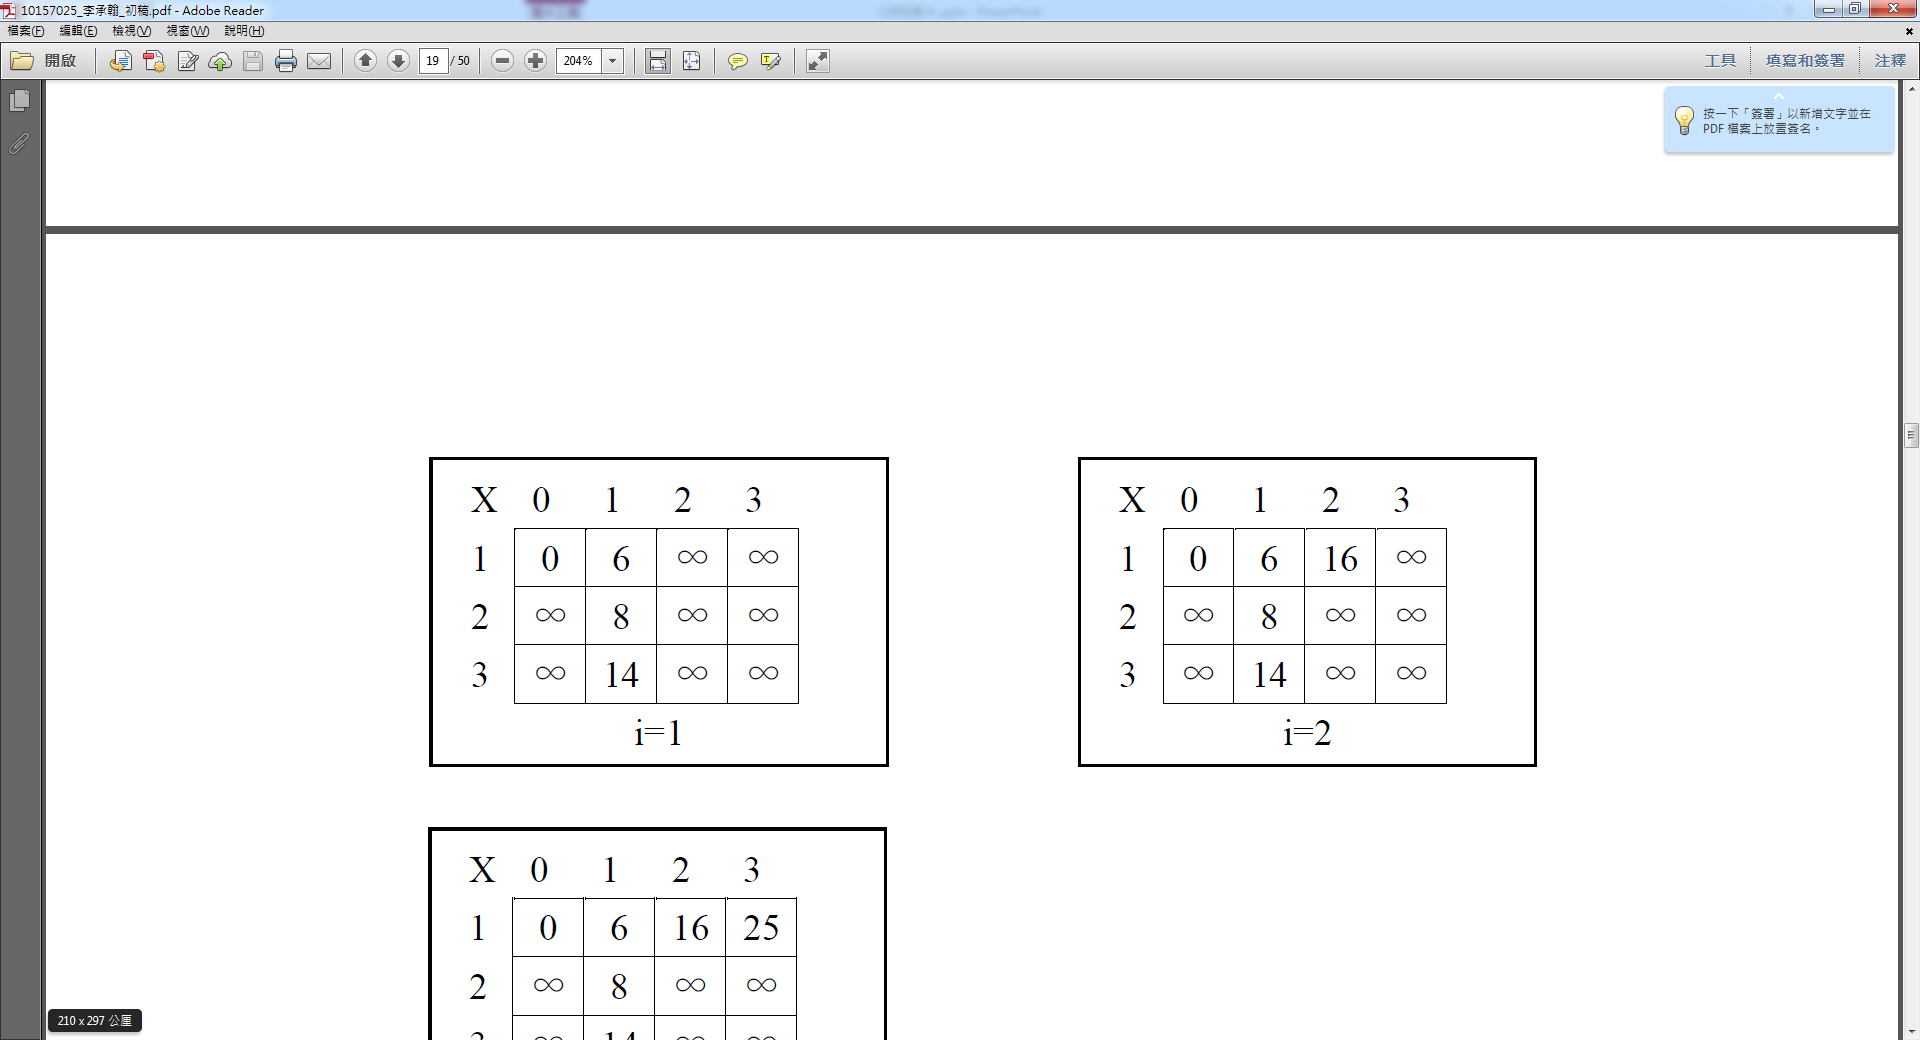 10157025_李承翰_初稿.pdf - Adobe Reader
檔案(F) 編輯(E) 檢視(V) 視窗(W) 說明(H)
開啟 19 / 50 204% 工具 填寫和簽署 注釋
按一下「簽署」以新增文字並在
PDF 檔案上放置簽名。
X 0 1 2 3
1 0 6 ∞ ∞
2 ∞ 8 ∞ ∞
3 ∞ 14 ∞ ∞
i=1
X 0 1 2 3
1 0 6 16 ∞
2 ∞ 8 ∞ ∞
3 ∞ 14 ∞ ∞
i=2
X 0 1 2 3
1 0 6 16 25
2 ∞ 8 ∞ ∞
3 ∞ 14 ∞ ∞
210 x 297 公厘